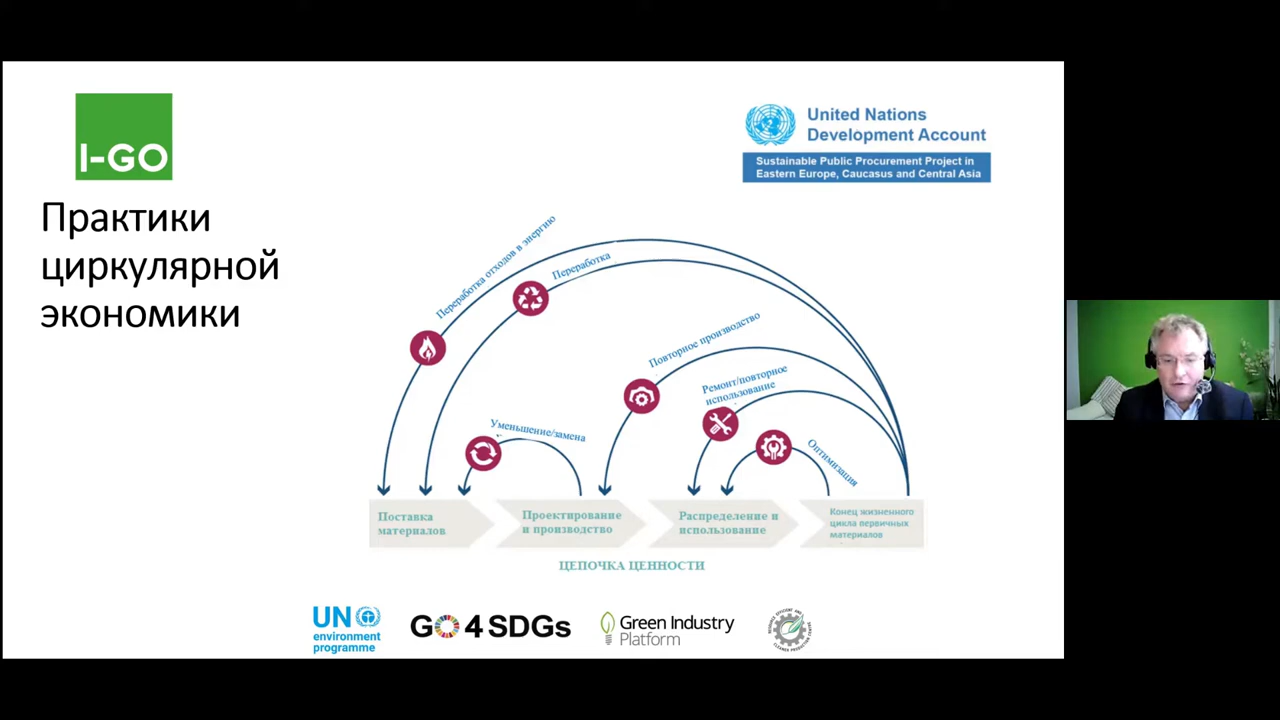 I-GO
United Nations
Development Account
Sustainable Public Procurement Project in
Eastern Europe, Caucasus and Central Asia
Практики
циркулярной
экономики
Переработка отходов в энергию
Переработка
Повторное производство
Ремонт/повторное
использование
Уменьшение/замена
Оптимизация
Поставка
материалов
Проектирование
и производство
Распределение и
использование
Конец жизненного
цикла первичных
материалов
ЦЕПОЧКА ЦЕННОСТИ
UN
environment
programme
GO 4 SDGs
Green Industry
Platform
CLEANER PRODUCTION